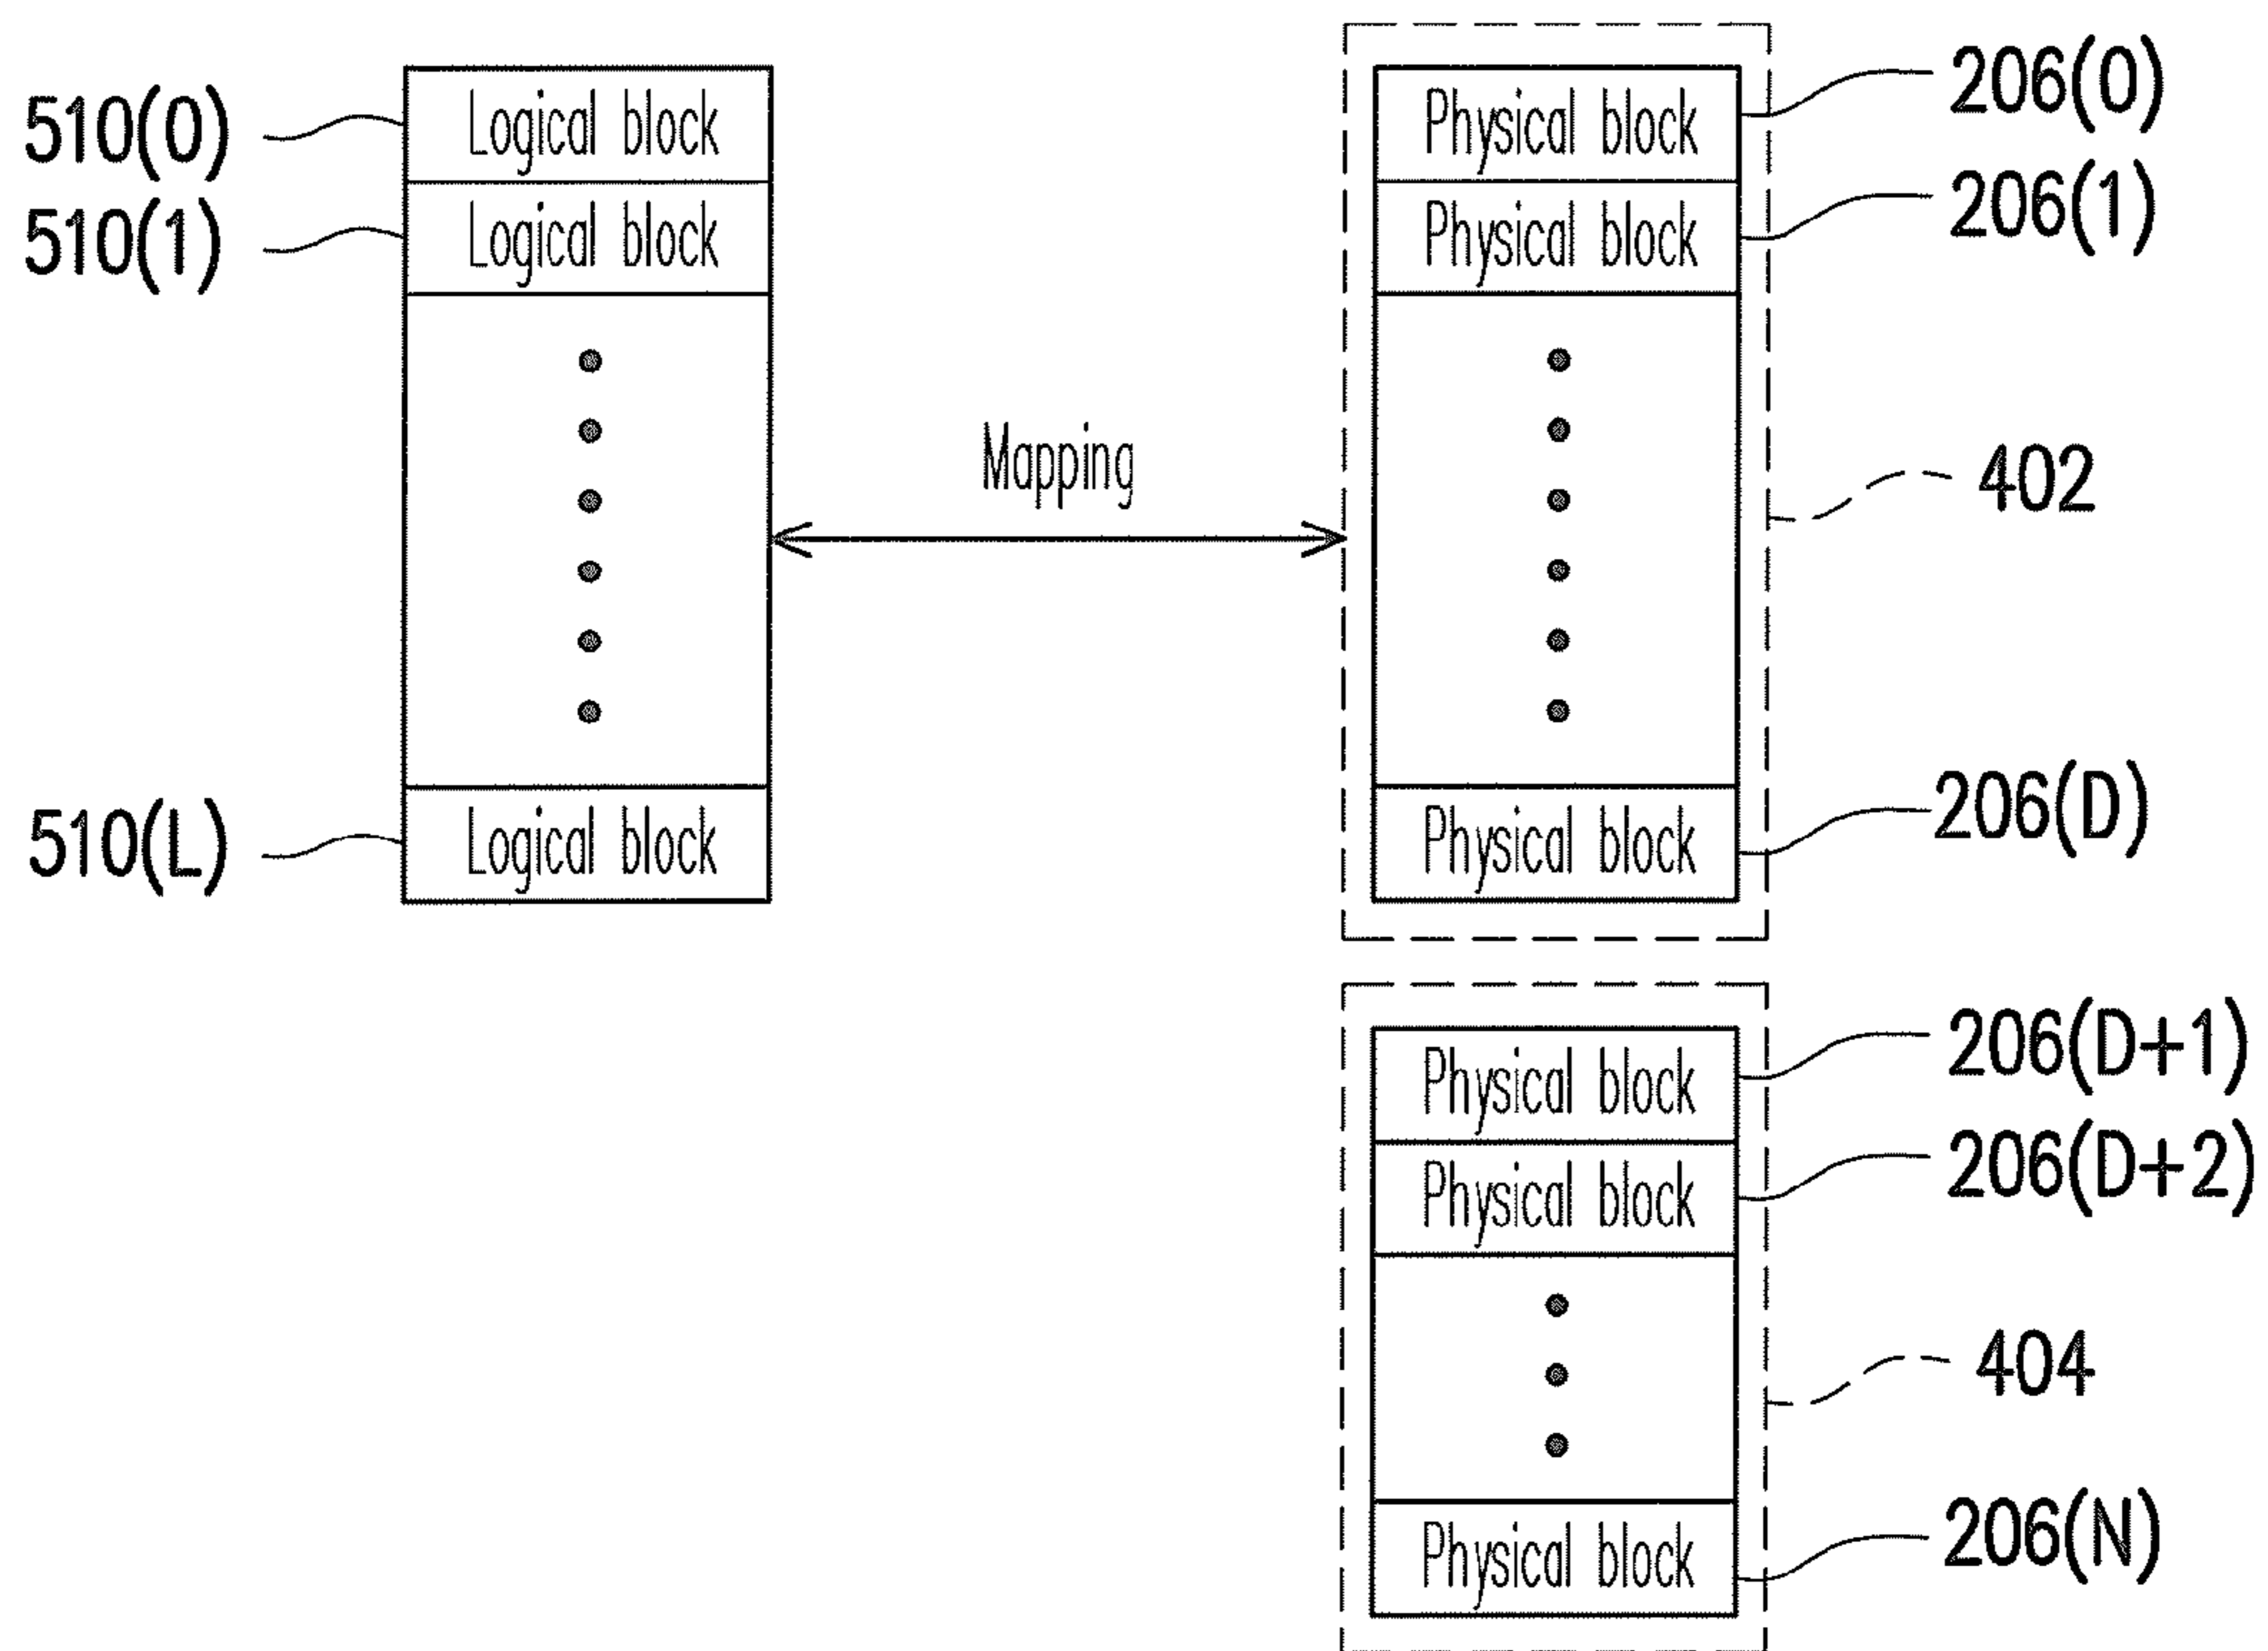 510(0)
Logical block
510(1)
Logical block
510(L)
Logical block
Mapping
Physical block
206(0)
Physical block
206(1)
402
Physical block
206(D)
Physical block
206(D+1)
Physical block
206(D+2)
404
Physical block
206(N)